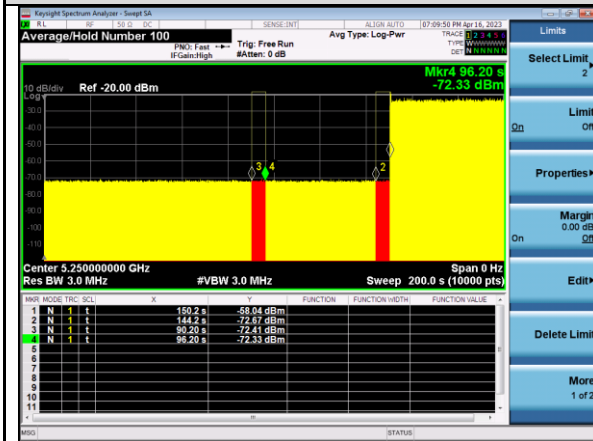 Keysight Spectrum Analyzer - Swept SA
RL RF 50 Ω DC SENSE:INT ALIGN AUTO 07:09:50 PM Apr 16, 2023
Average/Hold Number 100
Avg Type: Log-Pwr
TRACE 1 2 3 4 5 6
TYPE
DET N N N N N N
PNO: Fast
IFGain:High
Trig: Free Run
#Atten: 0 dB
Mkr4 96.20 s
-72.33 dBm
10 dB/div Ref -20.00 dBm
Log
-30.0
-40.0
-50.0
-60.0
-70.0
-80.0
-90.0
-100
-110
3 4 2
Center 5.250000000 GHz Span 0 Hz
Res BW 3.0 MHz #VBW 3.0 MHz Sweep 200.0 s (10000 pts)
MKR MODE TRC SCL X Y FUNCTION FUNCTION WIDTH FUNCTION VALUE
1 N 1 t 150.2 s -58.04 dBm
2 N 1 t 144.2 s -72.67 dBm
3 N 1 t 90.20 s -72.41 dBm
4 N 1 t 96.20 s -72.33 dBm
5
6
7
8
9
10
11
MSG STATUS
Limits
Select Limit
2
Limit
On Off
Properties
Margin
0.00 dB
On Off
Edit
Delete Limit
More
1 of 2